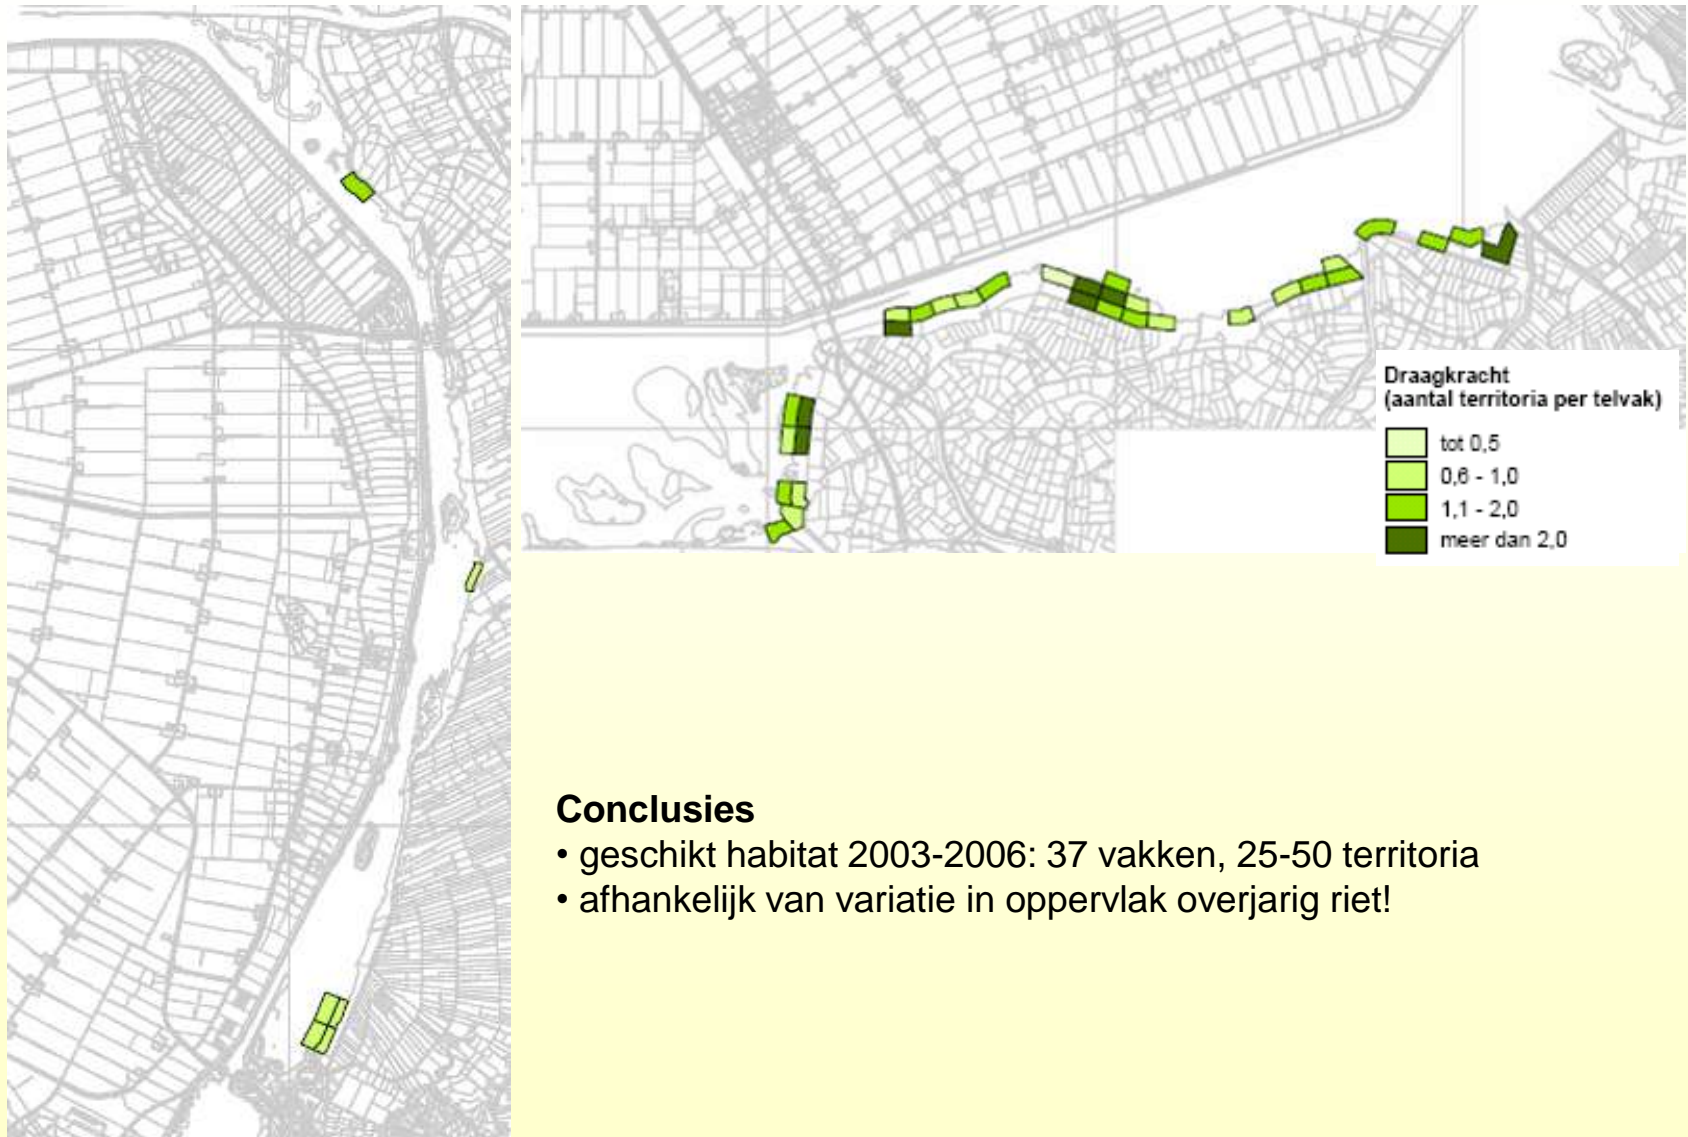 Draagkracht
(aantal territoria per telvak)
tot 0,5
0,6 - 1,0
1,1 - 2,0
meer dan 2,0
Conclusies
• geschikt habitat 2003-2006: 37 vakken, 25-50 territoria
• afhankelijk van variatie in oppervlak overjarig riet!